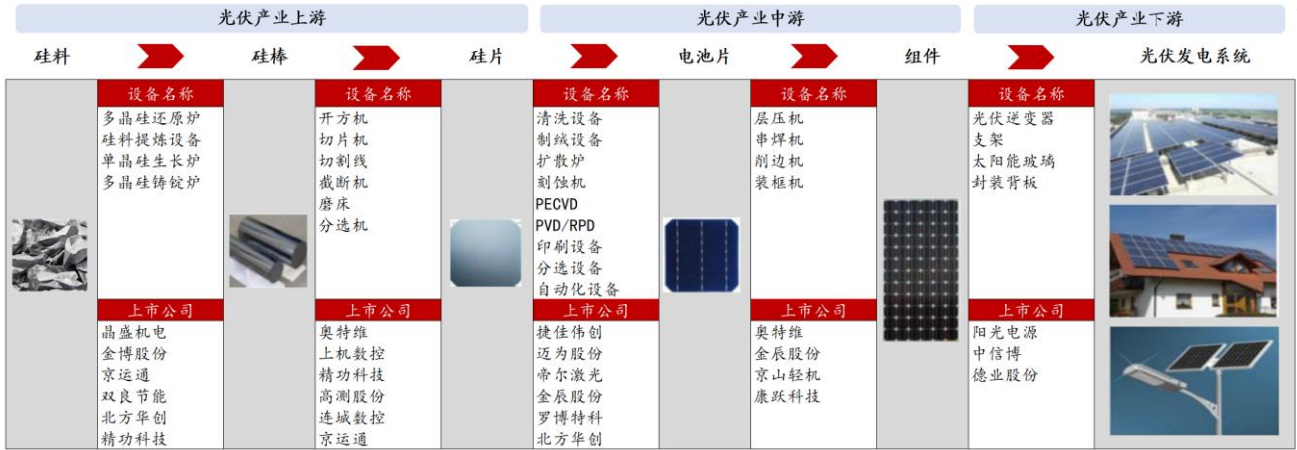 光伏产业上游
光伏产业中游
光伏产业下游
硅料
硅棒
硅片
电池片
组件
光伏发电系统
设备名称
多晶硅还原炉
硅料提炼设备
单晶硅生长炉
多晶硅铸锭炉
上市公司
晶盛机电
金博股份
京运通
双良节能
北方华创
精功科技
设备名称
开方机
切片机
切割线
截断机
磨床
分选机
上市公司
奥特维
上机数控
精功科技
高测股份
连城数控
京运通
设备名称
清洗设备
制绒设备
扩散炉
刻蚀机
PECVD
PVD/RPD
印刷设备
分选设备
自动化设备
上市公司
捷佳伟创
迈为股份
帝尔激光
金辰股份
罗博特科
北方华创
设备名称
层压机
串焊机
削边机
装框机
上市公司
奥特维
金辰股份
京山轻机
康跃科技
设备名称
光伏逆变器
支架
太阳能玻璃
封装背板
上市公司
阳光电源
中信博
德业股份